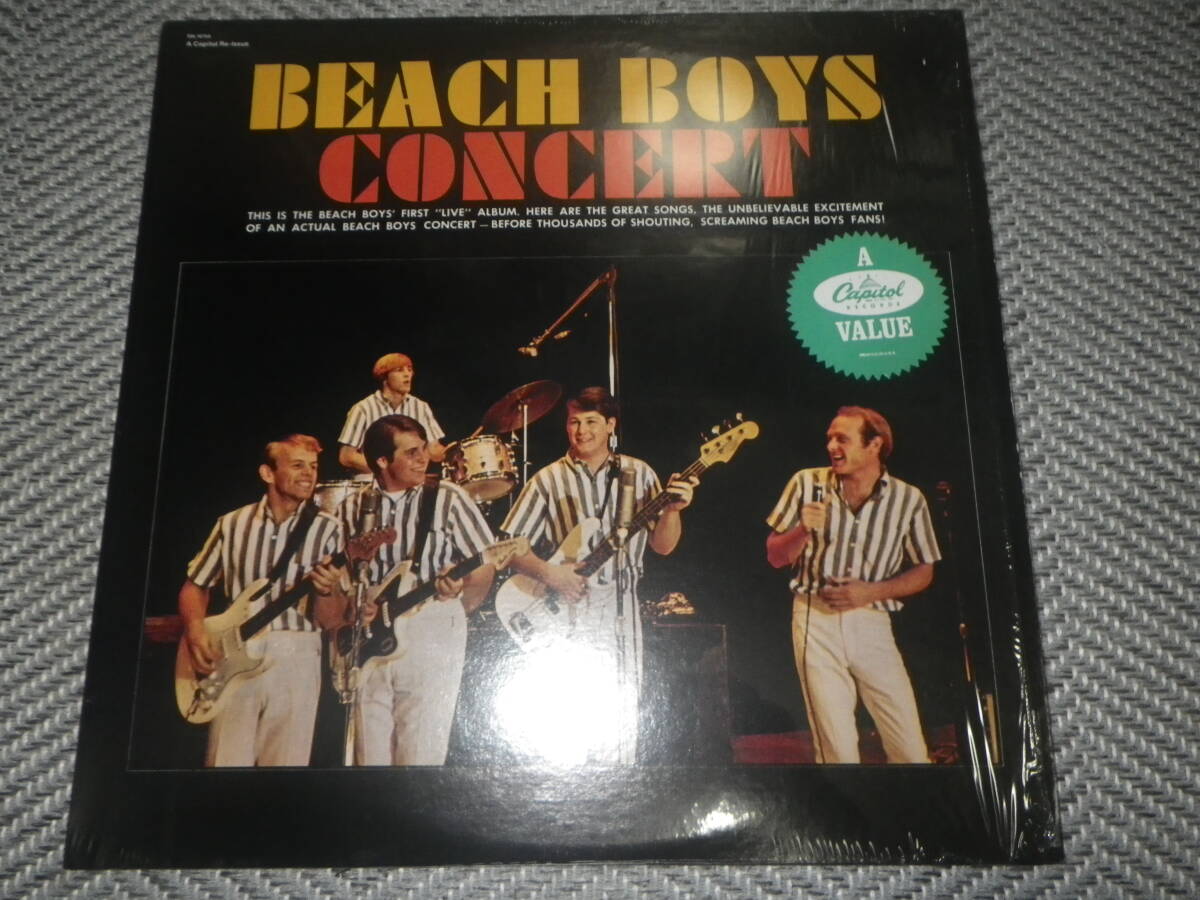 A Capitol Re-Issue
BEACH BOYS
CONCERT
THIS IS THE BEACH BOYS' FIRST "LIVE" ALBUM. HERE ARE THE GREAT SONGS, THE UNBELIEVABLE EXCITEMENT
OF AN ACTUAL BEACH BOYS CONCERT — BEFORE THOUSANDS OF SHOUTING, SCREAMING BEACH BOYS FANS!
A
Capitol
RECORDS
VALUE